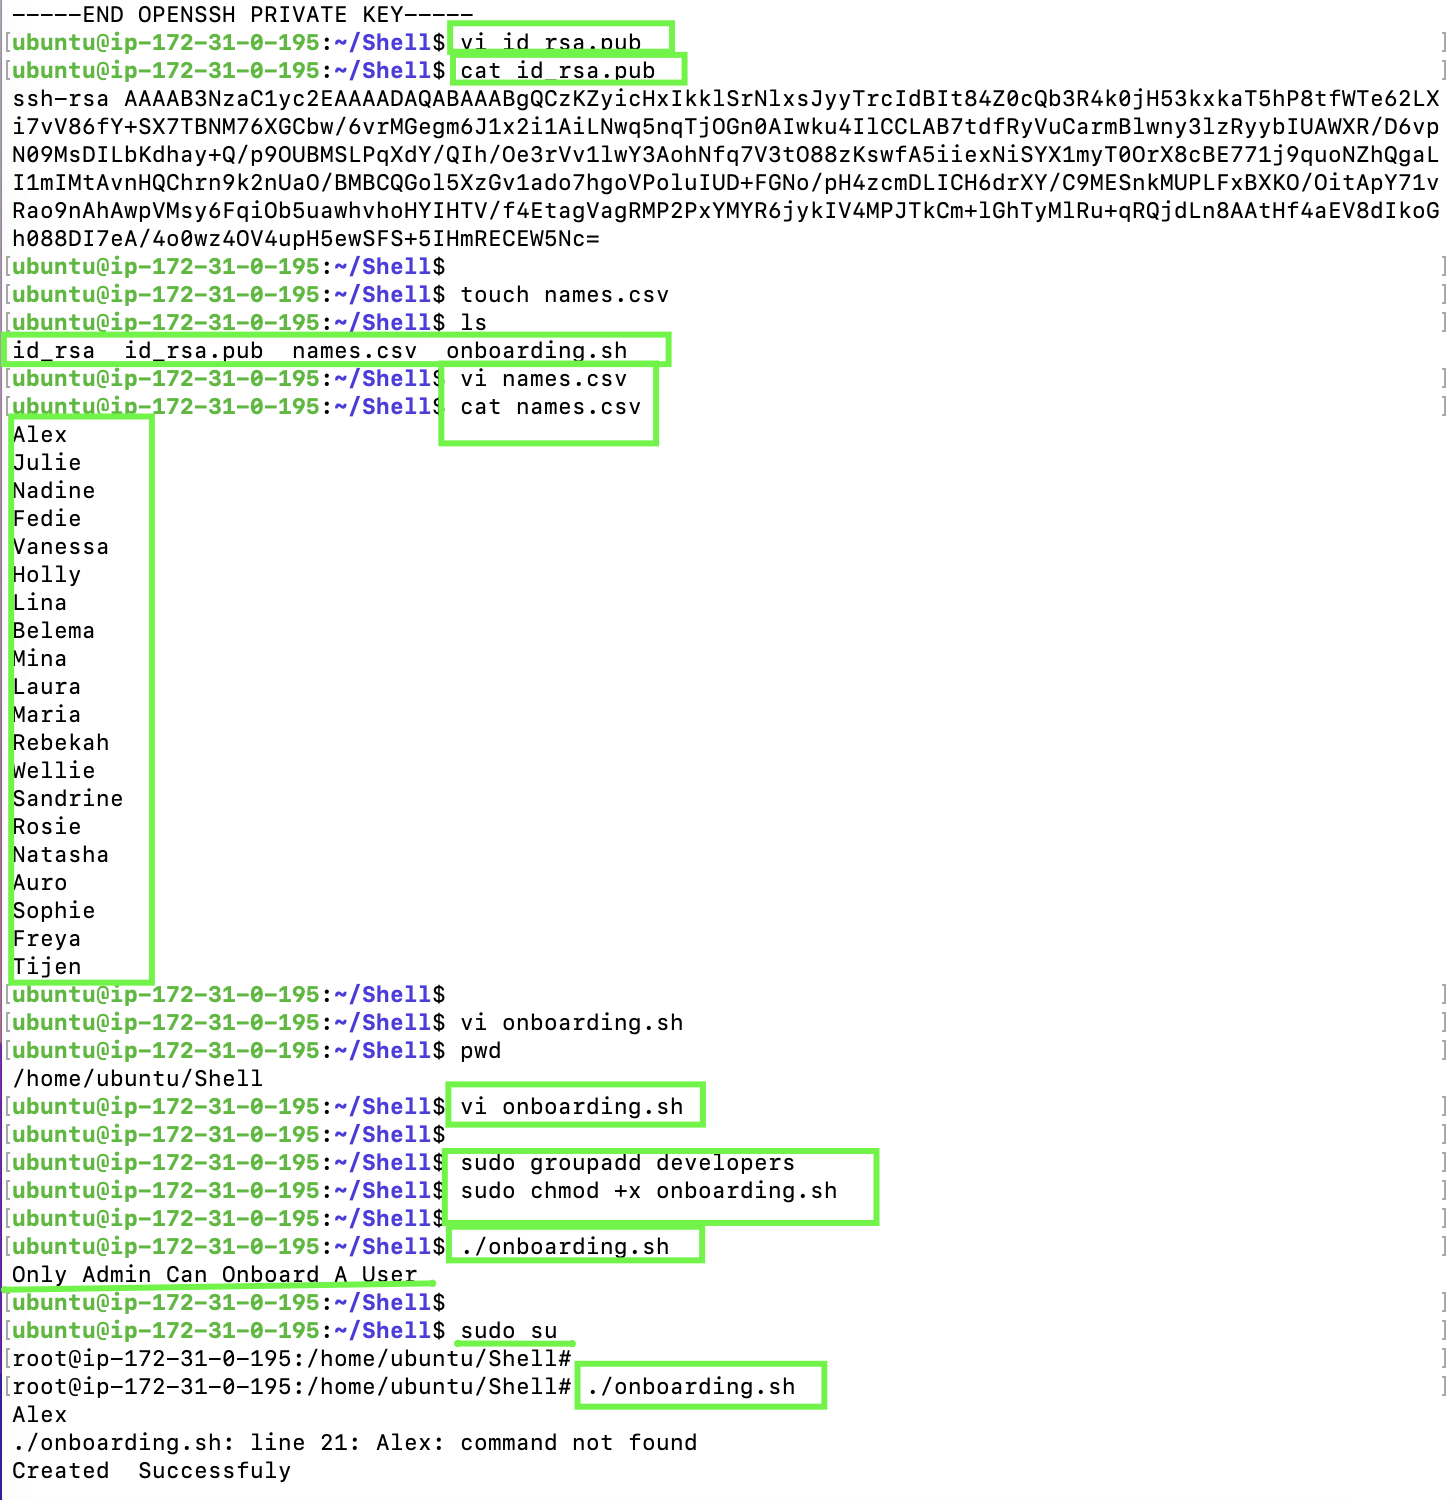 -----END OPENSSH PRIVATE KEY-----
[ubuntu@ip-172-31-0-195:~/Shell$ vi id_rsa.pub ]
[ubuntu@ip-172-31-0-195:~/Shell$ cat id_rsa.pub ]
ssh-rsa AAAAB3NzaC1yc2EAAAADAQABAAABgQCzKZyicHxIkklSrNlxsJyyTrcIdBIt84Z0cQb3R4k0jH53kxkaT5hP8tfWTe62LX
i7vV86fY+SX7TBNM76XGCbw/6vrMGegm6J1x2i1AiLNwq5nqTjOGn0AIwku4IlCCLAB7tdfRyVuCarmBlwny3lzRyybIUAWXR/D6vp
N09MsDILbKdhay+Q/p9OUBMSLPqXdY/QIh/Oe3rVv1lwY3AohNfq7V3tO88zKswfA5iiexNiSYX1myT0OrX8cBE771j9quoNZhQgaL
I1mIMtAvnHQChrn9k2nUaO/BMBCQGol5XzGv1ado7hgoVPoluIUD+FGNo/pH4zcmDLICH6drXY/C9MESnkMUPLFxBXKO/OitApY71v
Rao9nAhAwpVMsy6FqiOb5uawhvhoHYIHTV/f4EtagVagRMP2PxYMYR6jykIV4MPJTkCm+lGhTyMlRu+qRQjdLn8AAtHf4aEV8dIkoG
h088DI7eA/4o0wz4OV4upH5ewSFS+5IHmRECEW5Nc=
[ubuntu@ip-172-31-0-195:~/Shell$ ]
[ubuntu@ip-172-31-0-195:~/Shell$ touch names.csv ]
[ubuntu@ip-172-31-0-195:~/Shell$ ls ]
id_rsa  id_rsa.pub  names.csv  onboarding.sh
[ubuntu@ip-172-31-0-195:~/Shell$ vi names.csv ]
[ubuntu@ip-172-31-0-195:~/Shell$ cat names.csv ]
Alex
Julie
Nadine
Fedie
Vanessa
Holly
Lina
Belema
Mina
Laura
Maria
Rebekah
Wellie
Sandrine
Rosie
Natasha
Auro
Sophie
Freya
Tijen
[ubuntu@ip-172-31-0-195:~/Shell$ ]
[ubuntu@ip-172-31-0-195:~/Shell$ vi onboarding.sh ]
[ubuntu@ip-172-31-0-195:~/Shell$ pwd ]
/home/ubuntu/Shell
[ubuntu@ip-172-31-0-195:~/Shell$ vi onboarding.sh ]
[ubuntu@ip-172-31-0-195:~/Shell$ ]
[ubuntu@ip-172-31-0-195:~/Shell$ sudo groupadd developers ]
[ubuntu@ip-172-31-0-195:~/Shell$ sudo chmod +x onboarding.sh ]
[ubuntu@ip-172-31-0-195:~/Shell$ ]
[ubuntu@ip-172-31-0-195:~/Shell$ ./onboarding.sh ]
Only Admin Can Onboard A User
[ubuntu@ip-172-31-0-195:~/Shell$ ]
[ubuntu@ip-172-31-0-195:~/Shell$ sudo su ]
[root@ip-172-31-0-195:/home/ubuntu/Shell# ]
[root@ip-172-31-0-195:/home/ubuntu/Shell# ./onboarding.sh ]
Alex
./onboarding.sh: line 21: Alex: command not found
Created  Successfuly